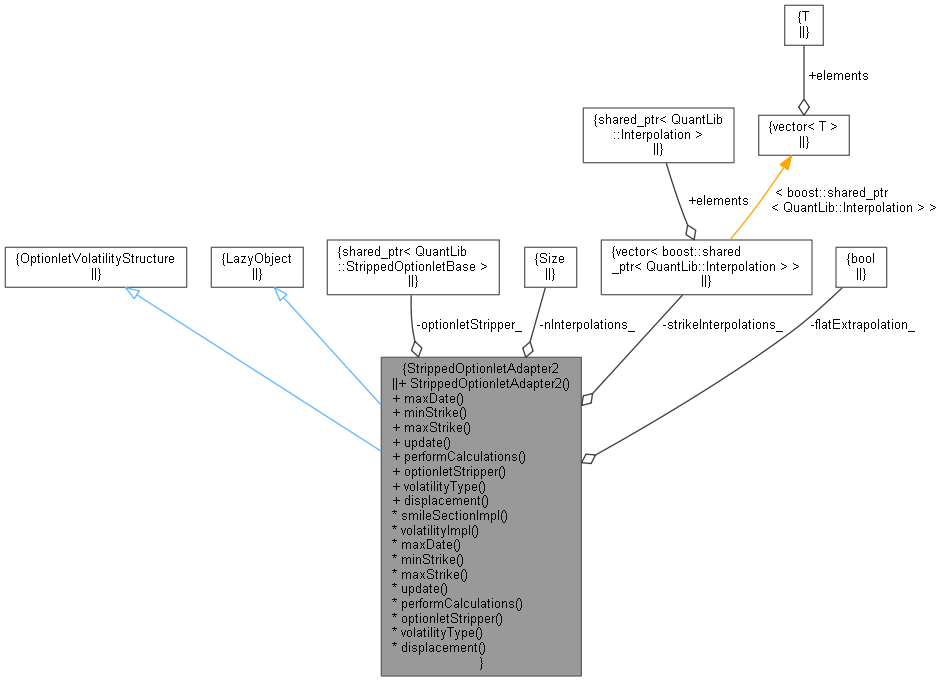 {T
||}
+elements
{shared_ptr< QuantLib
::Interpolation >
||}
{vector< T >
||}
+elements
< boost::shared_ptr
< QuantLib::Interpolation > >
{OptionletVolatilityStructure
||}
{LazyObject
||}
{shared_ptr< QuantLib
::StrippedOptionletBase >
||}
{Size
||}
{vector< boost::shared
_ptr< QuantLib::Interpolation > >
||}
{bool
||}
-optionletStripper_
-nInterpolations_
-strikeInterpolations_
-flatExtrapolation_
{StrippedOptionletAdapter2
||+ StrippedOptionletAdapter2()
+ maxDate()
+ minStrike()
+ maxStrike()
+ update()
+ performCalculations()
+ optionletStripper()
+ volatilityType()
+ displacement()
* smileSectionImpl()
* volatilityImpl()
* maxDate()
* minStrike()
* maxStrike()
* update()
* performCalculations()
* optionletStripper()
* volatilityType()
* displacement()
}